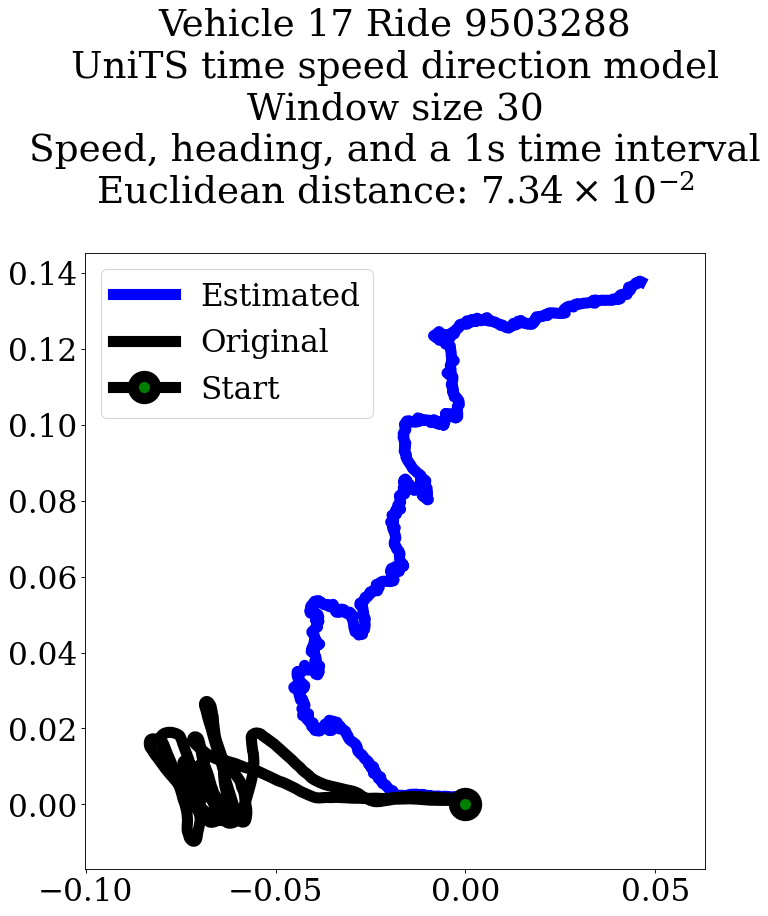 Vehicle 17 Ride 9503288
UniTS time speed direction model
Window size 30
Speed, heading, and a 1s time interval
Euclidean distance: 7.34 × 10⁻²
Estimated
Original
Start
0.14
0.12
0.10
0.08
0.06
0.04
0.02
0.00
−0.10
−0.05
0.00
0.05